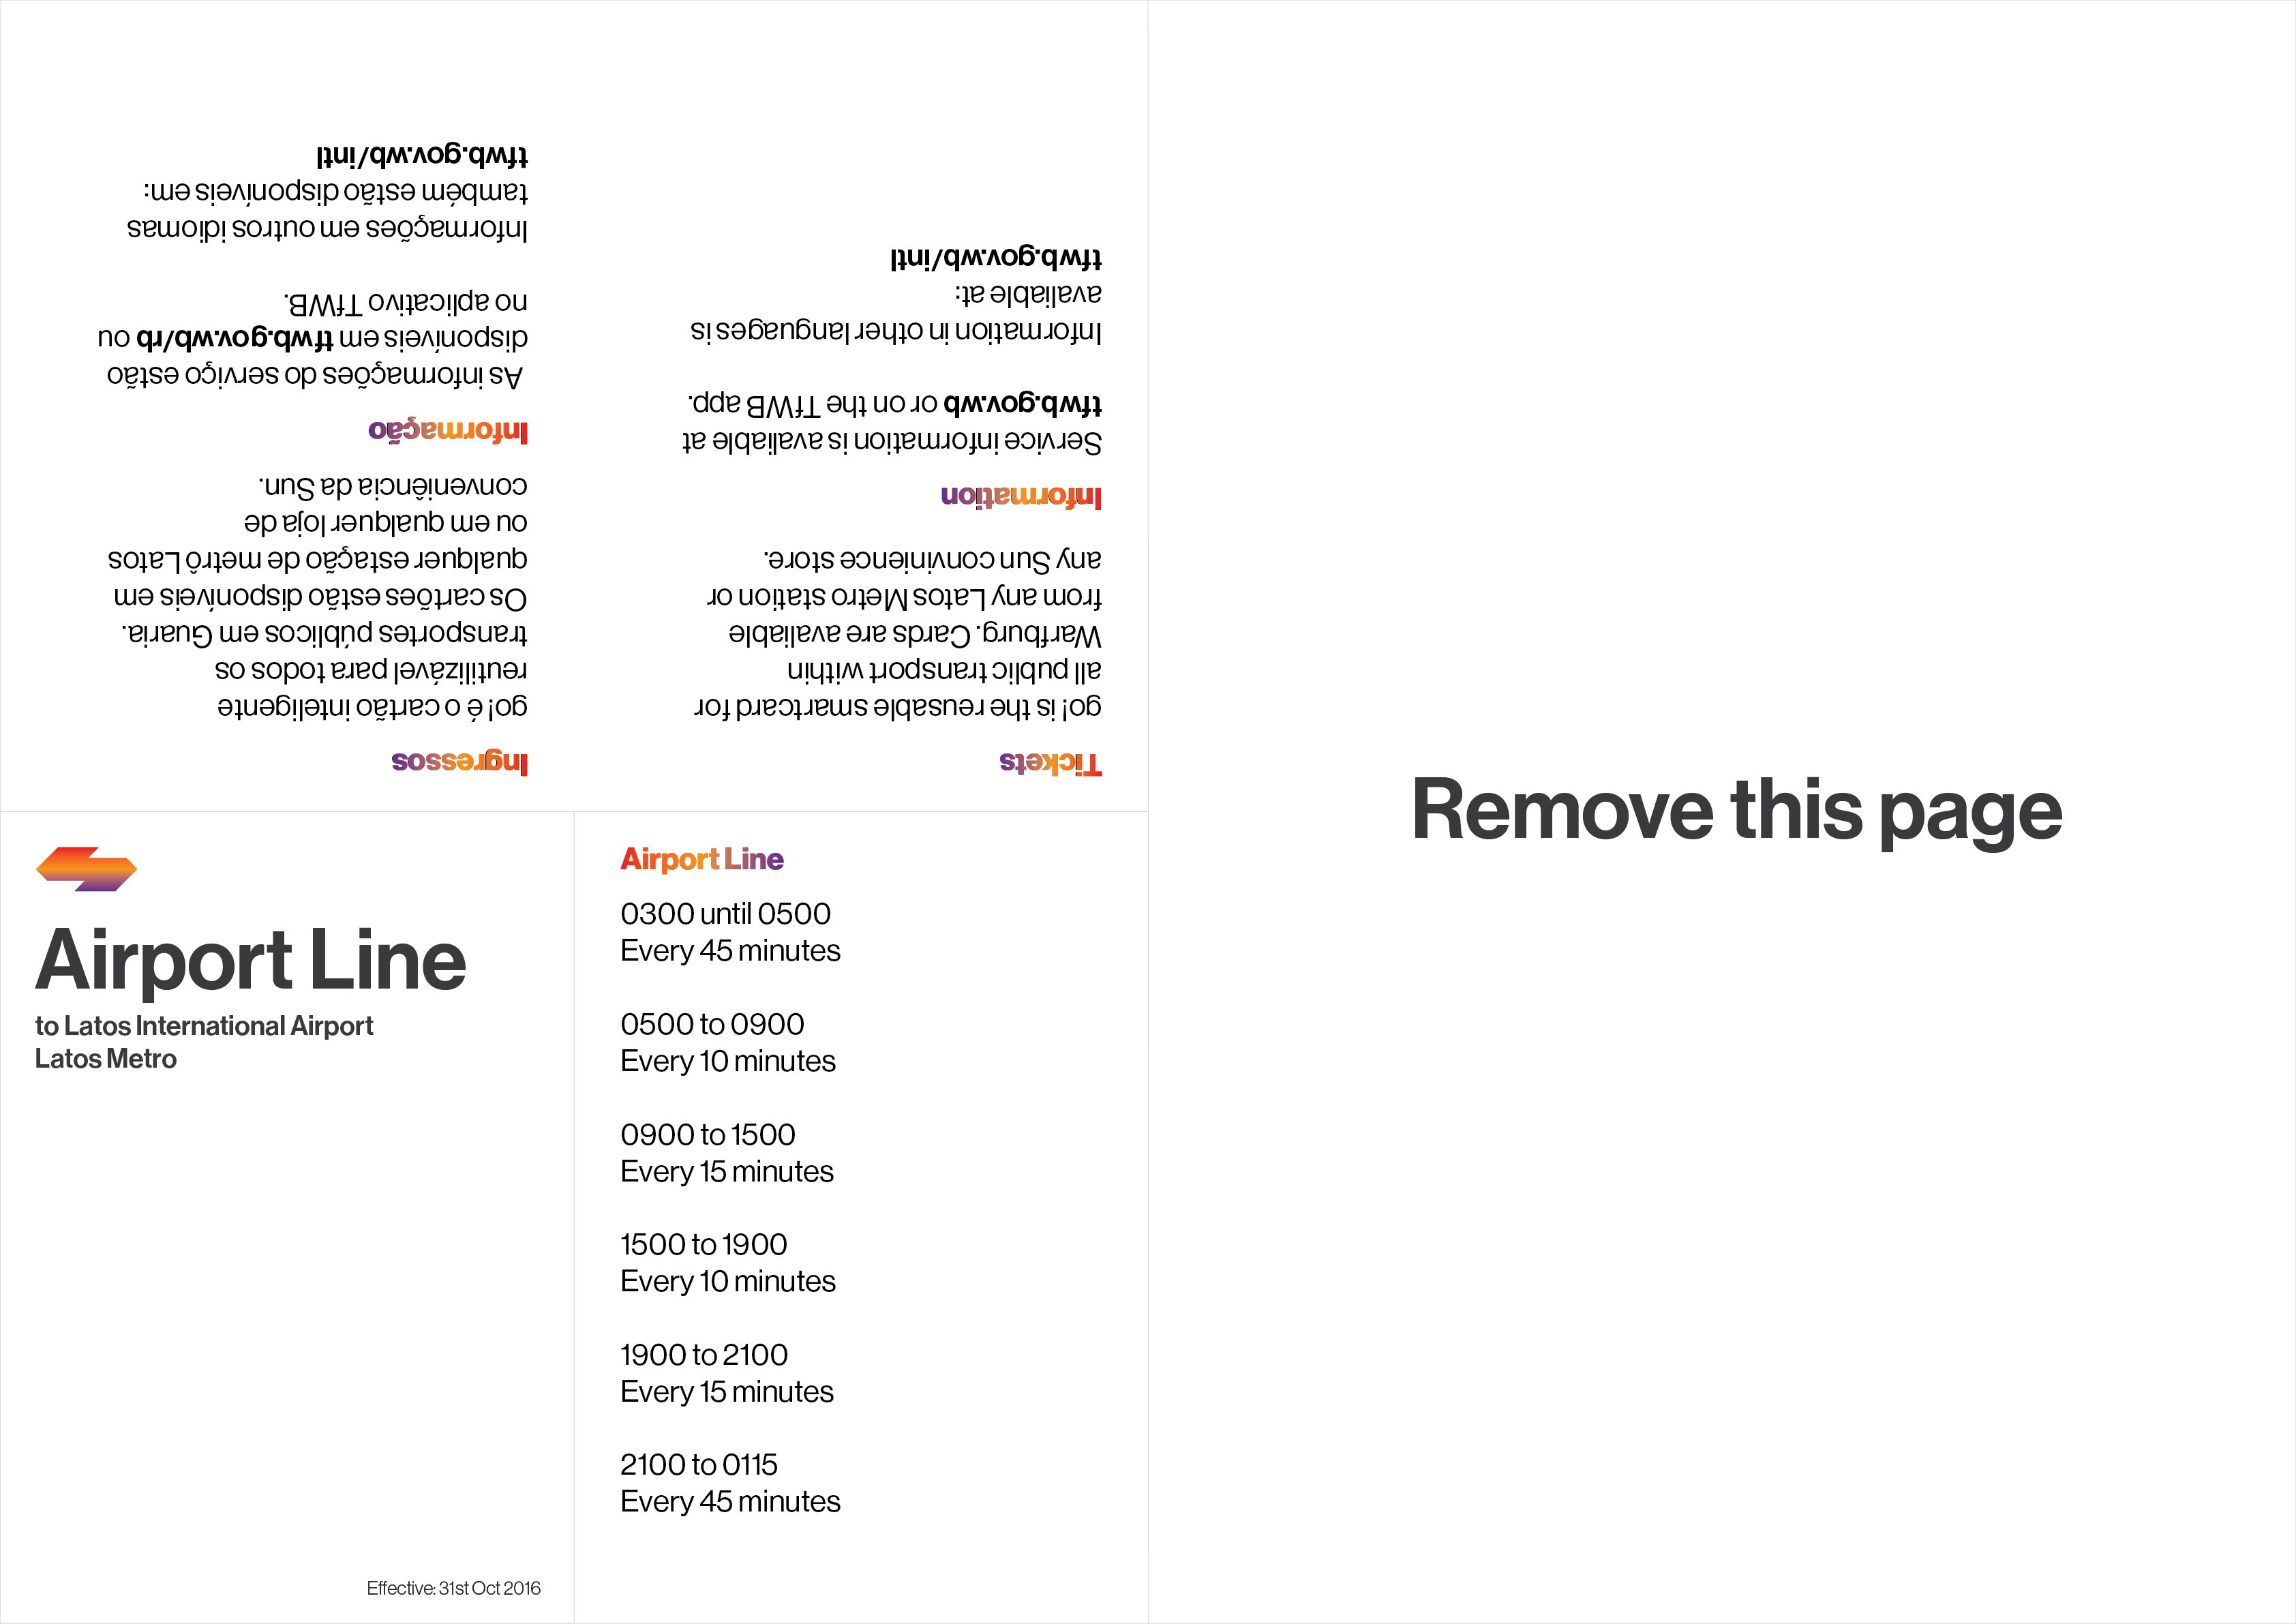 Airport Line
to Latos International Airport
Latos Metro
Effective: 31st Oct 2016
Airport Line
0300 until 0500
Every 45 minutes
0500 to 0900
Every 10 minutes
0900 to 1500
Every 15 minutes
1500 to 1900
Every 10 minutes
1900 to 2100
Every 15 minutes
2100 to 0115
Every 45 minutes
Tickets
go! is the reusable smartcard for
all public transport within
Warfburg. Cards are avaliable
from any Latos Metro station or
any Sun convinience store.
Information
Service information is avaliable at
tfwb.gov.wb or on the TfWB app.
Information in other languages is
avaliable at:
tfwb.gov.wb/intl
Ingressos
go! é o cartão inteligente
reutilizável para todos os
transportes públicos em Guaria.
Os cartões estão disponíveis em
qualquer estação de metrô Latos
ou em qualquer loja de
conveniência da Sun.
Informação
As informações do serviço estão
disponíveis em tfwb.gov.wb/rb ou
no aplicativo TfWB.
Informações em outros idiomas
também estão disponíveis em:
tfwb.gov.wb/intl
Remove this page